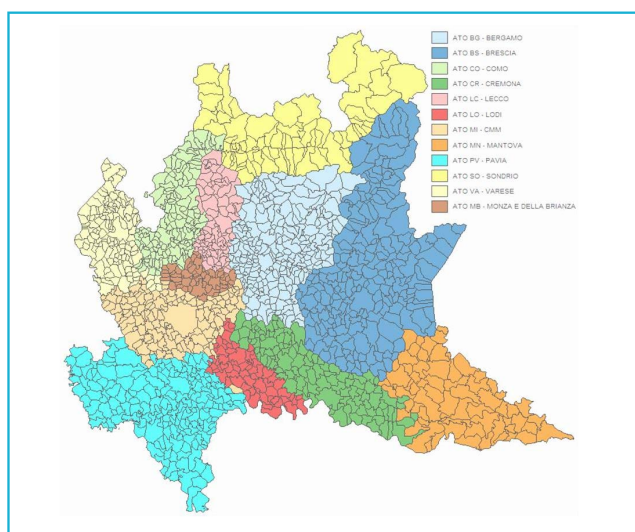 ATO BG - BERGAMO
ATO BS - BRESCIA
ATO CO - COMO
ATO CR - CREMONA
ATO LC - LECCO
ATO LO - LODI
ATO MI - CMM
ATO MN - MANTOVA
ATO PV - PAVIA
ATO SO - SONDRIO
ATO VA - VARESE
ATO MB - MONZA E DELLA BRIANZA